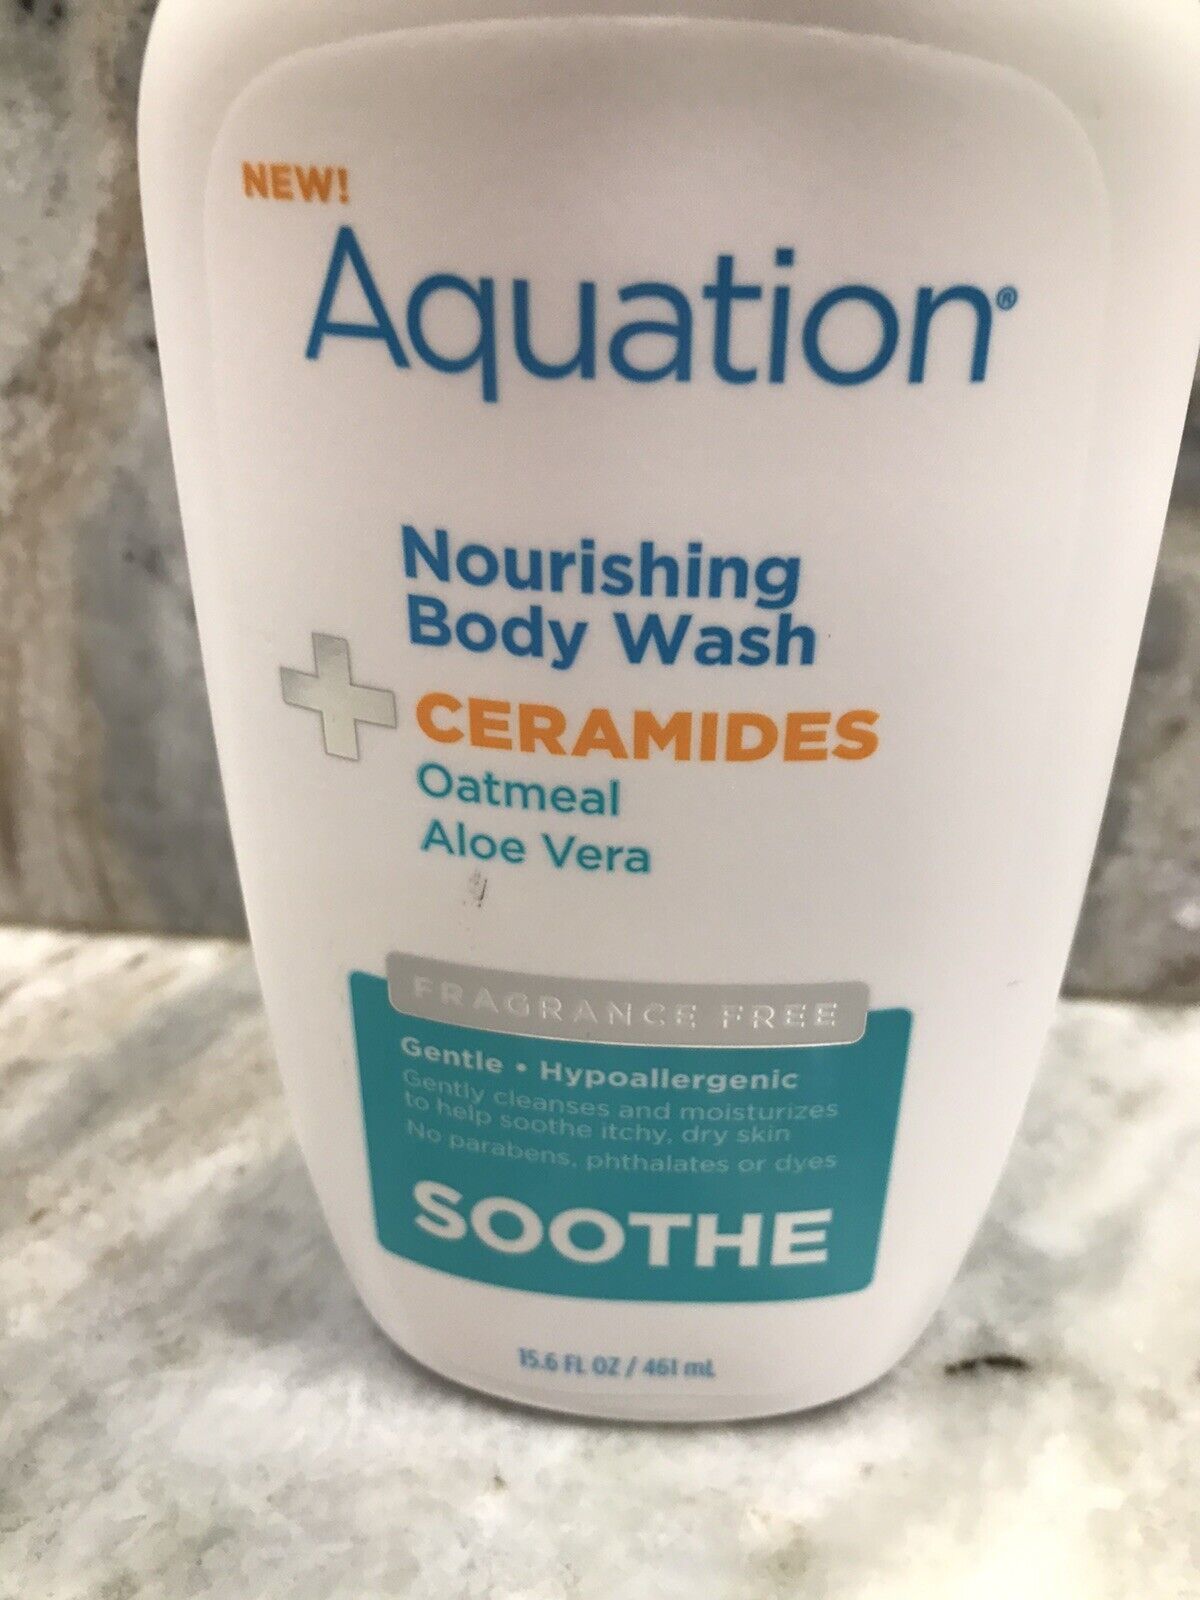 NEW!
Aquation®
Nourishing
Body Wash
CERAMIDES
Oatmeal
Aloe Vera
FRAGRANCE FREE
Gentle • Hypoallergenic
Gently cleanses and moisturizes
to help soothe itchy, dry skin
No parabens, phthalates or dyes
SOOTHE
15.6 FL OZ / 461 mL